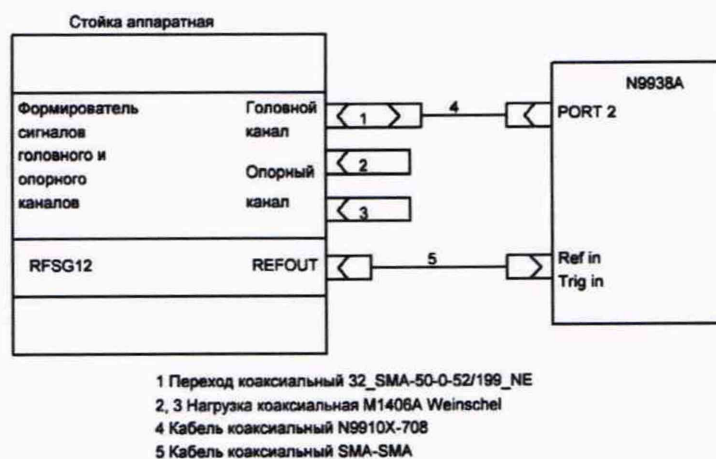 Стойка аппаратная
N9938A
Формирователь
сигналов
головного и
опорного
каналов
Головной
канал
Опорный
канал
1
2
3
4
PORT 2
RFSG12
REFOUT
5
Ref in
Trig in
1 Переход коаксиальный 32_SMA-50-0-52/199_NE
2, 3 Нагрузка коаксиальная M1406A Weinschel
4 Кабель коаксиальный N9910X-708
5 Кабель коаксиальный SMA-SMA